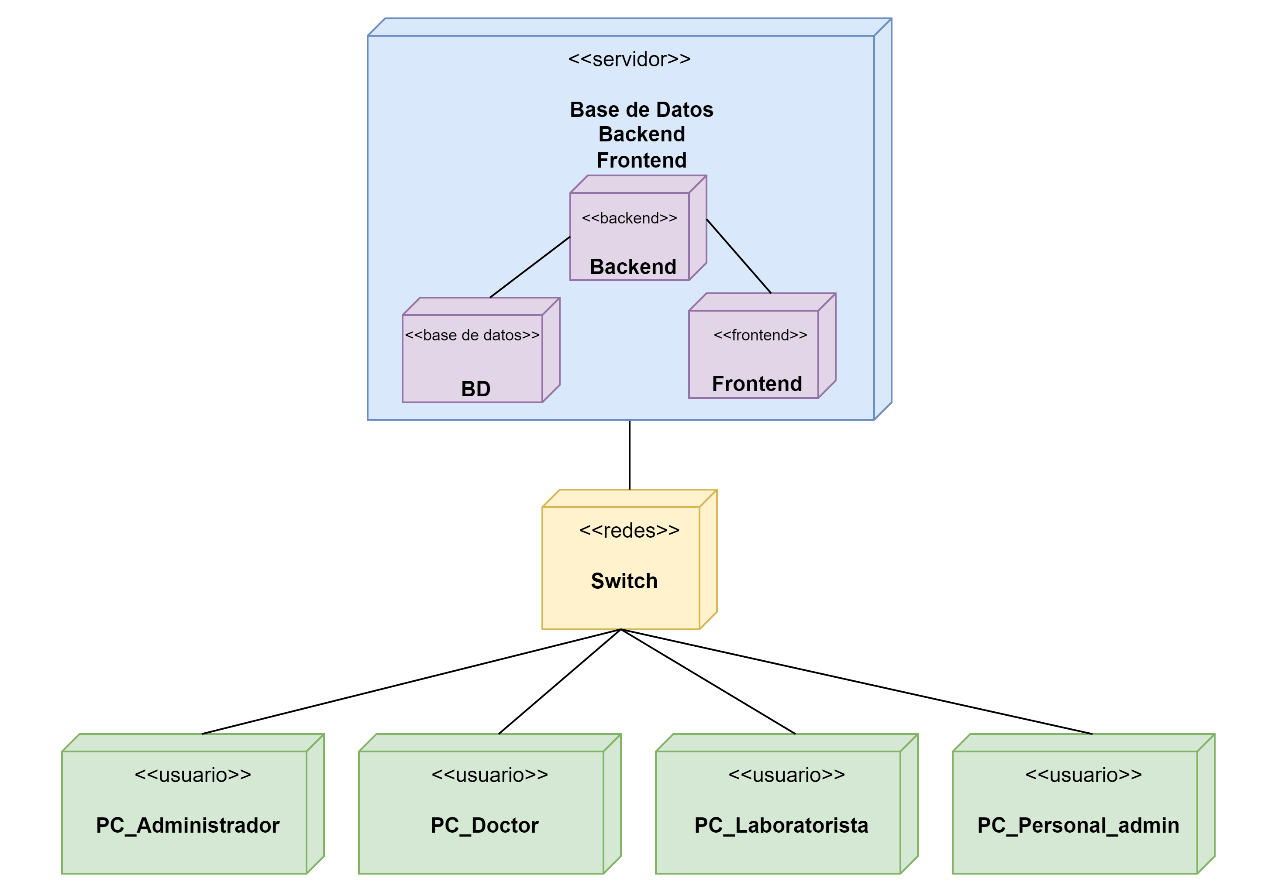 <<servidor>>
Base de Datos
Backend
Frontend
<<backend>>
Backend
<<base de datos>>
BD
<<frontend>>
Frontend
<<redes>>
Switch
<<usuario>>
PC_Administrador
<<usuario>>
PC_Doctor
<<usuario>>
PC_Laboratorista
<<usuario>>
PC_Personal_admin